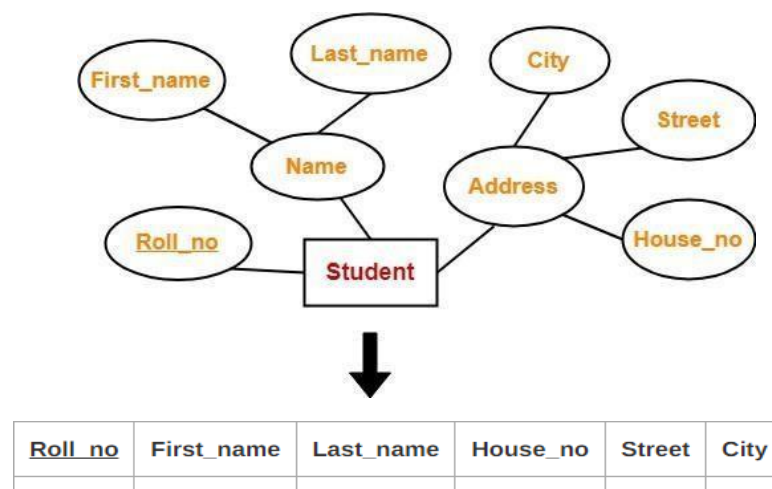 Last_name
City
First_name
Street
Name
Address
Roll_no
House_no
Student
Roll_no First_name Last_name House_no Street City